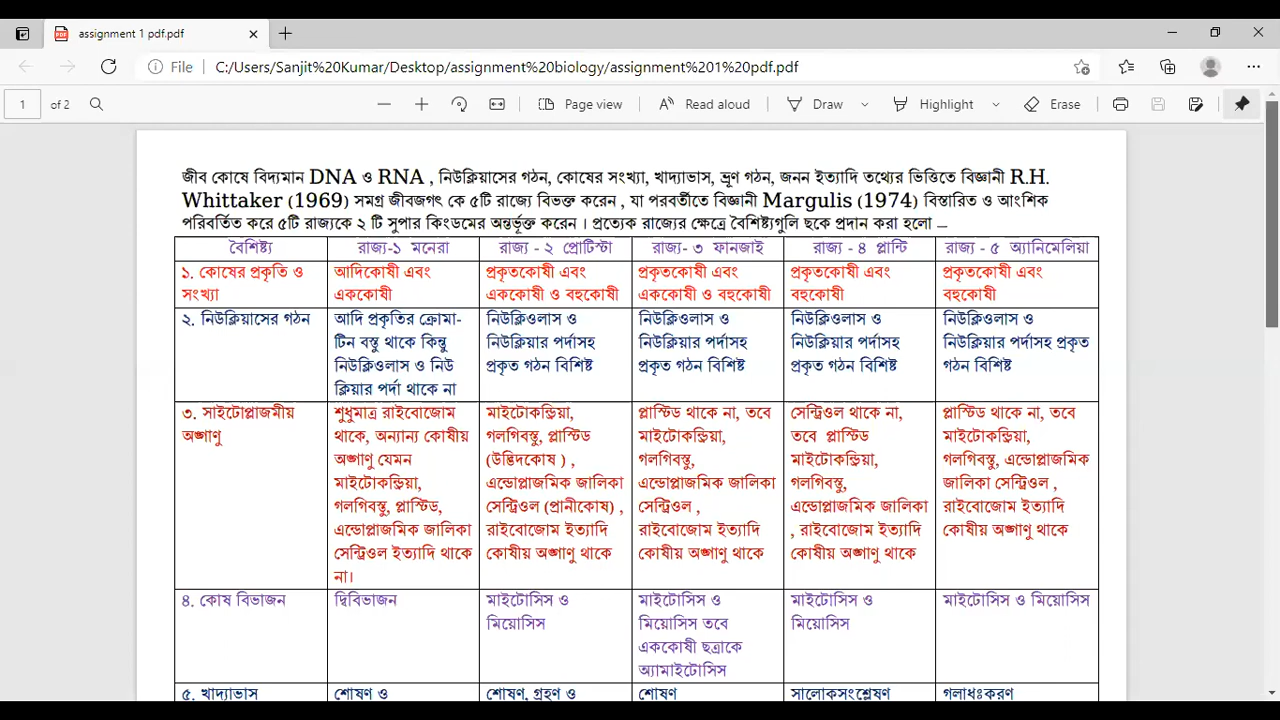 assignment 1 pdf.pdf
File C:/Users/Sanjit%20Kumar/Desktop/assignment%20biology/assignment%201%20pdf.pdf
1 of 2 Page view Read aloud Draw Highlight Erase
জীব কোষে বিদ্যমান DNA ও RNA , নিউক্লিয়াসের গঠন, কোষের সংখ্যা, খাদ্যাভাস, ভ্রূণ গঠন, জনন ইত্যাদি তথ্যের ভিত্তিতে বিজ্ঞানী R.H.
Whittaker (1969) সমগ্র জীবজগৎ কে ৫টি রাজ্যে বিভক্ত করেন , যা পরবর্তীতে বিজ্ঞানী Margulis (1974) বিস্তারিত ও আংশিক
পরিবর্তিত করে ৫টি রাজ্যকে ২ টি সুপার কিংডমের অন্তর্ভূক্ত করেন । প্রত্যেক রাজ্যের ক্ষেত্রে বৈশিষ্ট্যগুলি ছকে প্রদান করা হলো –
বৈশিষ্ট্য
রাজ্য-১ মনেরা
রাজ্য - ২ প্রোটিস্টা
রাজ্য- ৩ ফানজাই
রাজ্য - ৪ প্লান্টি
রাজ্য - ৫ অ্যানিমেলিয়া
১. কোষের প্রকৃতি ও
সংখ্যা
আদিকোষী এবং
এককোষী
প্রকৃতকোষী এবং
এককোষী ও বহুকোষী
প্রকৃতকোষী এবং
এককোষী ও বহুকোষী
প্রকৃতকোষী এবং
বহুকোষী
প্রকৃতকোষী এবং
বহুকোষী
২. নিউক্লিয়াসের গঠন
আদি প্রকৃতির ক্রোমা-
টিন বস্তু থাকে কিন্তু
নিউক্লিওলাস ও নিউ
ক্লিয়ার পর্দা থাকে না
নিউক্লিওলাস ও
নিউক্লিয়ার পর্দাসহ
প্রকৃত গঠন বিশিষ্ট
নিউক্লিওলাস ও
নিউক্লিয়ার পর্দাসহ
প্রকৃত গঠন বিশিষ্ট
নিউক্লিওলাস ও
নিউক্লিয়ার পর্দাসহ
প্রকৃত গঠন বিশিষ্ট
নিউক্লিওলাস ও
নিউক্লিয়ার পর্দাসহ প্রকৃত
গঠন বিশিষ্ট
৩. সাইটোপ্লাজমীয়
অঙ্গাণু
শুধুমাত্র রাইবোজোম
থাকে, অন্যান্য কোষীয়
অঙ্গাণু যেমন
মাইটোকন্ড্রিয়া,
গলগিবস্তু, প্লাস্টিড,
এন্ডোপ্লাজমিক জালিকা
সেন্ট্রিওল ইত্যাদি থাকে
না।
মাইটোকন্ড্রিয়া,
গলগিবস্তু, প্লাস্টিড
(উদ্ভিদকোষ ) ,
এন্ডোপ্লাজমিক জালিকা
সেন্ট্রিওল (প্রানীকোষ) ,
রাইবোজোম ইত্যাদি
কোষীয় অঙ্গাণু থাকে
প্লাস্টিড থাকে না, তবে
মাইটোকন্ড্রিয়া,
গলগিবস্তু,
এন্ডোপ্লাজমিক জালিকা
সেন্ট্রিওল ,
রাইবোজোম ইত্যাদি
কোষীয় অঙ্গাণু থাকে
সেন্ট্রিওল থাকে না,
তবে প্লাস্টিড
মাইটোকন্ড্রিয়া,
গলগিবস্তু,
এন্ডোপ্লাজমিক জালিকা
, রাইবোজোম ইত্যাদি
কোষীয় অঙ্গাণু থাকে
প্লাস্টিড থাকে না, তবে
মাইটোকন্ড্রিয়া,
গলগিবস্তু, এন্ডোপ্লাজমিক
জালিকা সেন্ট্রিওল ,
রাইবোজোম ইত্যাদি
কোষীয় অঙ্গাণু থাকে
৪. কোষ বিভাজন
দ্বিবিভাজন
মাইটোসিস ও
মিয়োসিস
মাইটোসিস ও
মিয়োসিস তবে
এককোষী ছত্রাকে
অ্যামাইটোসিস
মাইটোসিস ও
মিয়োসিস
মাইটোসিস ও মিয়োসিস
৫. খাদ্যাভাস
শোষণ ও
শোষণ, গ্রহণ ও
শোষণ
সালোকসংশ্লেষণ
গলাধঃকরণ